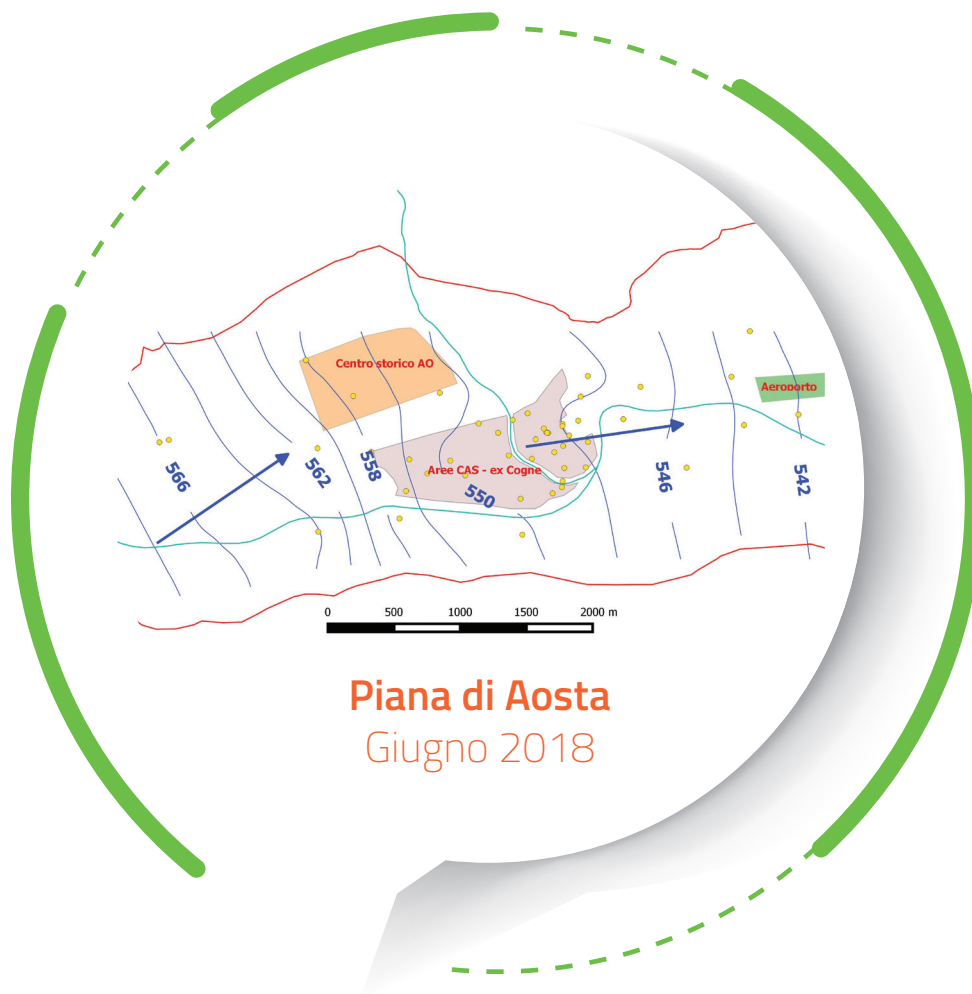 Centro storico AO
Aeroporto
566
562
558
Aree CAS - ex Cogne
550
546
542
0 500 1000 1500 2000 m
Piana di Aosta
Giugno 2018